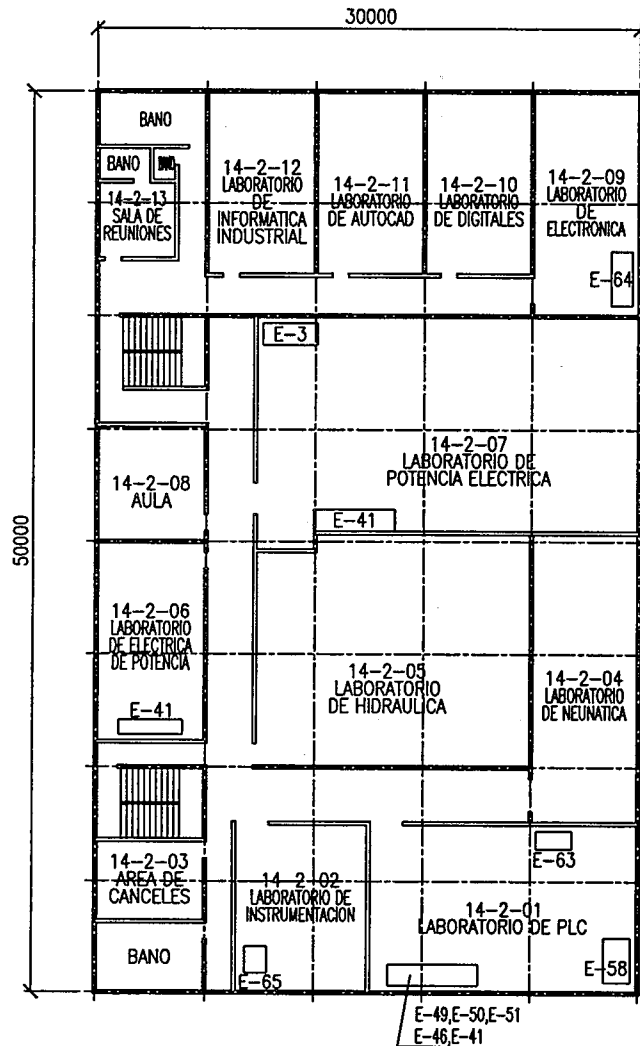 30000
50000
BANO
BANO
14-2-13
SALA DE
REUNIONES
14-2-12
LABORATORIO
DE
INFORMATICA
INDUSTRIAL
14-2-11
LABORATORIO
DE AUTOCAD
14-2-10
LABORATORIO
DE DIGITALES
14-2-09
LABORATORIO
DE
ELECTRONICA
E-64
E-3
14-2-07
LABORATORIO DE
POTENCIA ELECTRICA
14-2-08
AULA
E-41
14-2-06
LABORATORIO
DE ELECTRICA
DE POTENCIA
E-41
14-2-05
LABORATORIO
DE HIDRAULICA
14-2-04
LABORATORIO
DE NEUNATICA
14-2-03
AREA DE
CANCELES
BANO
14-2-02
LABORATORIO DE
INSTRUMENTACION
E-65
E-63
14-2-01
LABORATORIO DE PLC
E-58
E-49,E-50,E-51
E-46,E-41